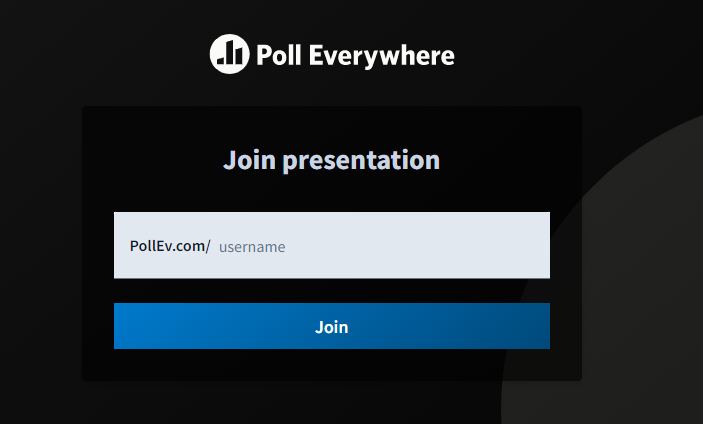 Poll Everywhere
Join presentation
PollEv.com/ username
Join